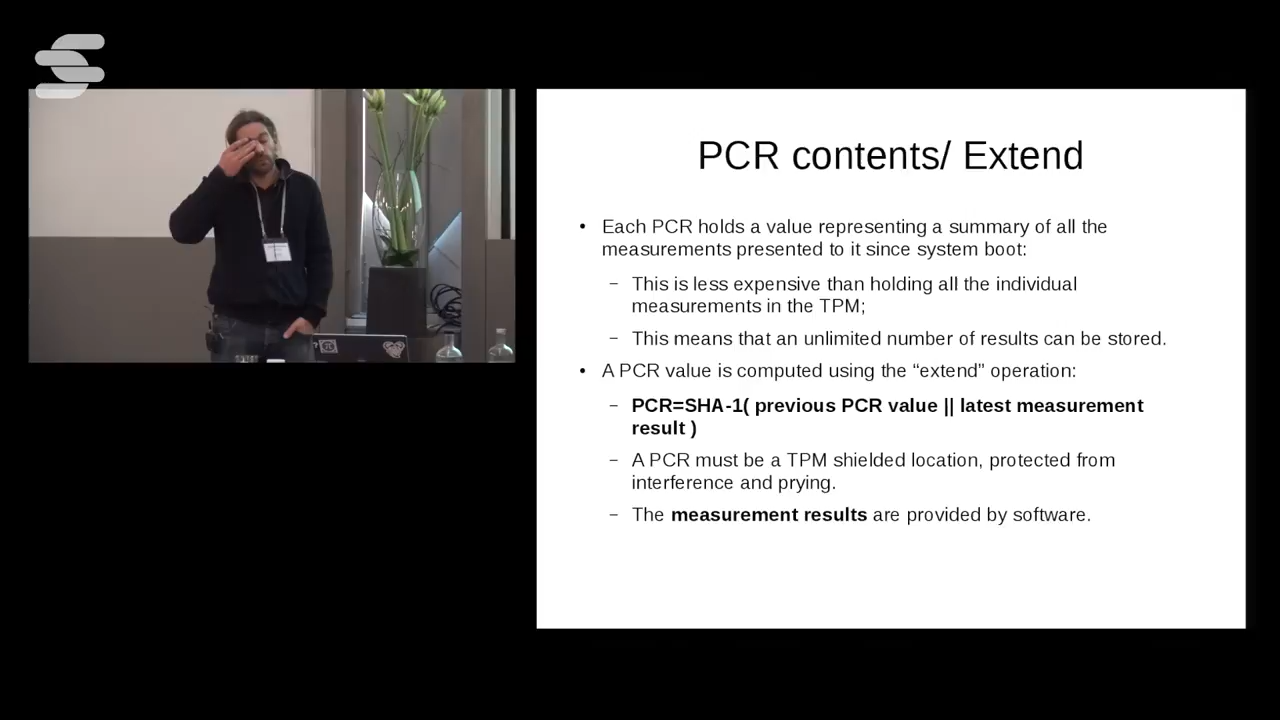 PCR contents/ Extend
• Each PCR holds a value representing a summary of all the
measurements presented to it since system boot:
– This is less expensive than holding all the individual
measurements in the TPM;
– This means that an unlimited number of results can be stored.
• A PCR value is computed using the “extend” operation:
– PCR=SHA-1( previous PCR value || latest measurement
result )
– A PCR must be a TPM shielded location, protected from
interference and prying.
– The measurement results are provided by software.